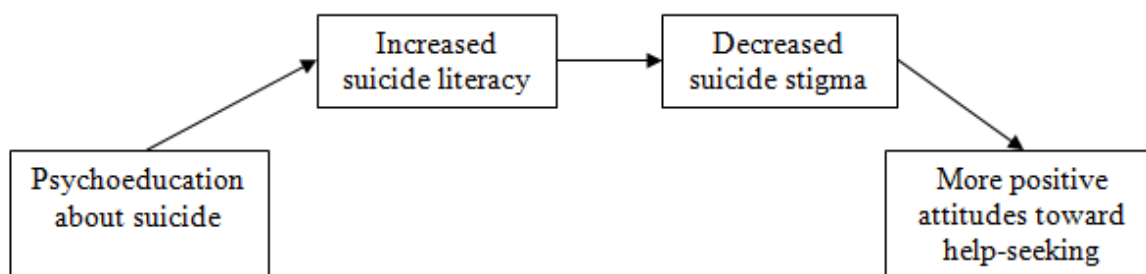 Increased
suicide literacy
Decreased
suicide stigma
Psychoeducation
about suicide
More positive
attitudes toward
help-seeking